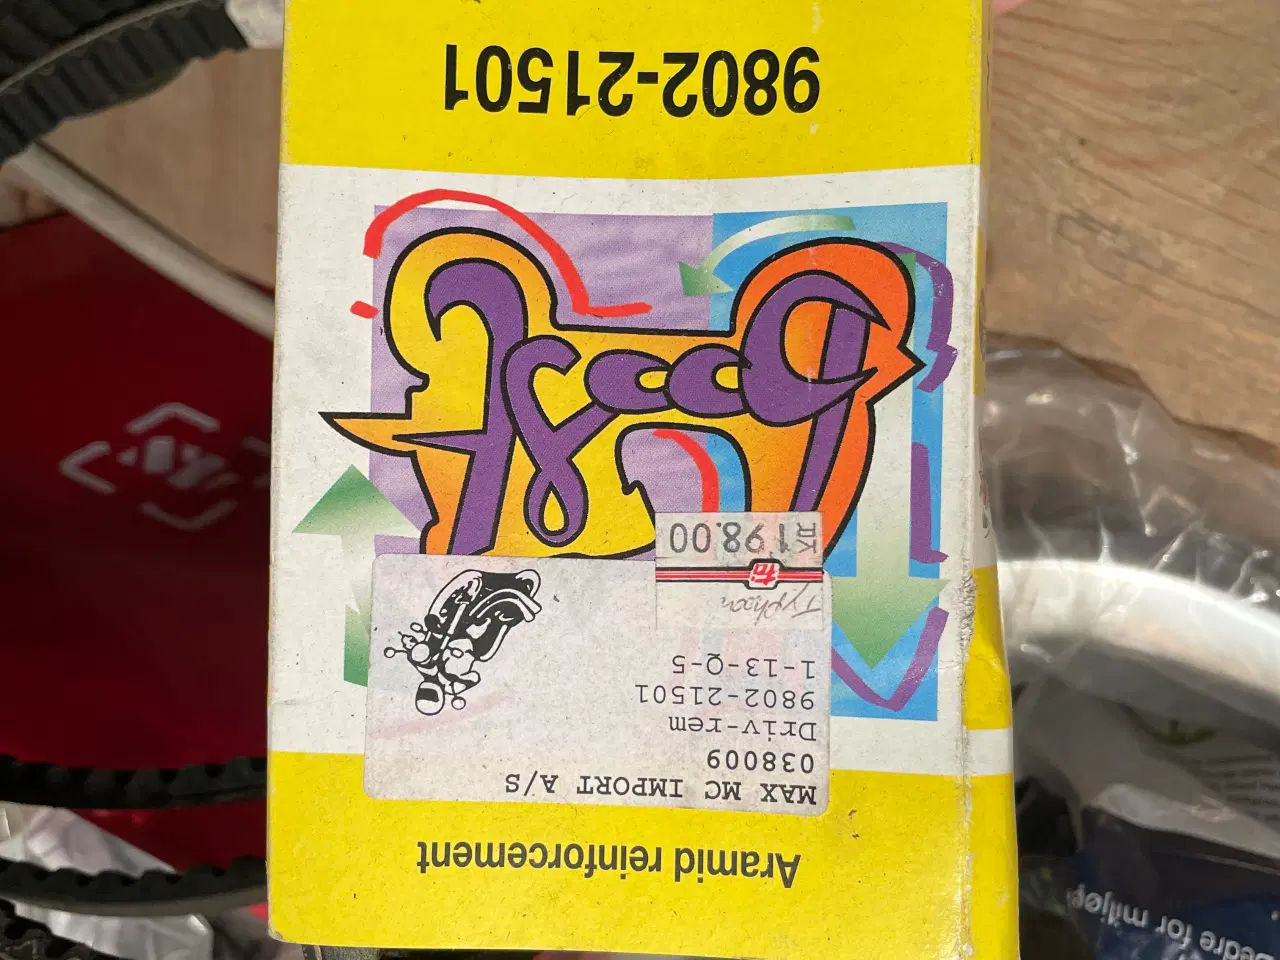 Aramid reinforcement
MAX MC IMPORT A/S
038009
Driv-rem
9802-21501
1-13-Q-5
Typhoon
KR 198.00
9802-21501
for